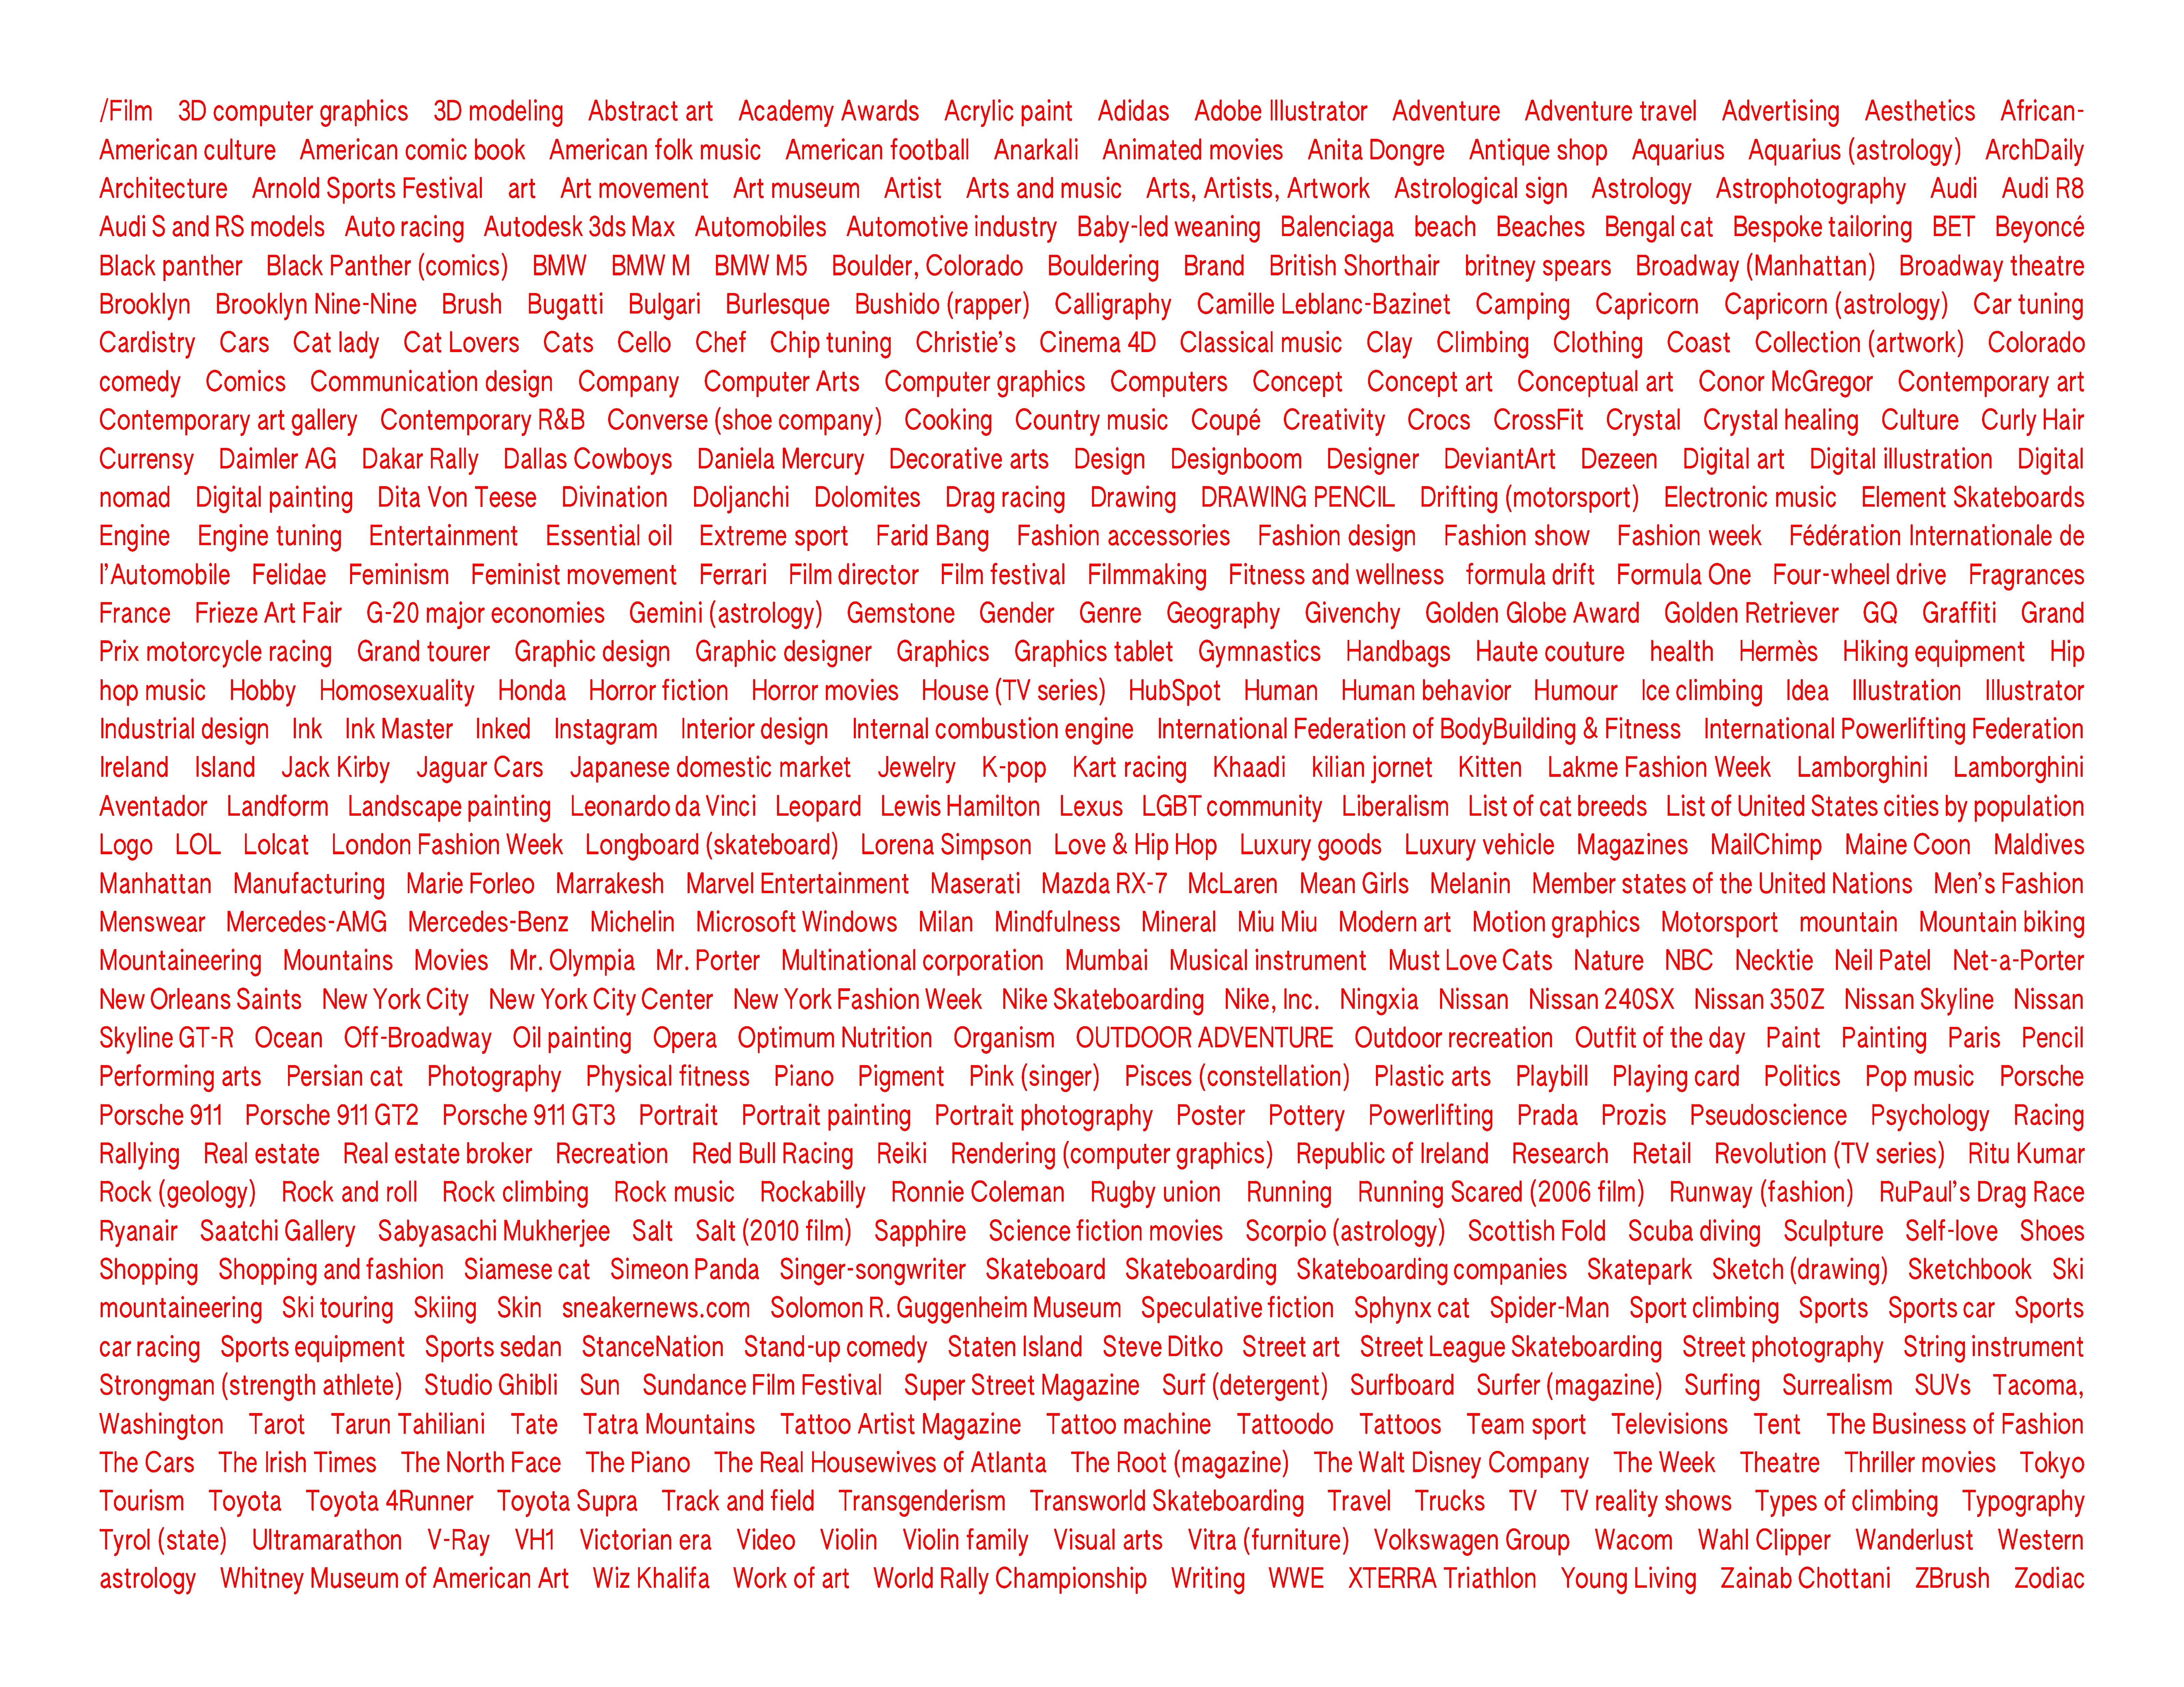 /Film 3D computer graphics 3D modeling Abstract art Academy Awards Acrylic paint Adidas Adobe Illustrator Adventure Adventure travel Advertising Aesthetics African-
American culture American comic book American folk music American football Anarkali Animated movies Anita Dongre Antique shop Aquarius Aquarius (astrology) ArchDaily
Architecture Arnold Sports Festival art Art movement Art museum Artist Arts and music Arts, Artists, Artwork Astrological sign Astrology Astrophotography Audi Audi R8
Audi S and RS models Auto racing Autodesk 3ds Max Automobiles Automotive industry Baby-led weaning Balenciaga beach Beaches Bengal cat Bespoke tailoring BET Beyoncé
Black panther Black Panther (comics) BMW BMW M BMW M5 Boulder, Colorado Bouldering Brand British Shorthair britney spears Broadway (Manhattan) Broadway theatre
Brooklyn Brooklyn Nine-Nine Brush Bugatti Bulgari Burlesque Bushido (rapper) Calligraphy Camille Leblanc-Bazinet Camping Capricorn Capricorn (astrology) Car tuning
Cardistry Cars Cat lady Cat Lovers Cats Cello Chef Chip tuning Christie's Cinema 4D Classical music Clay Climbing Clothing Coast Collection (artwork) Colorado
comedy Comics Communication design Company Computer Arts Computer graphics Computers Concept Concept art Conceptual art Conor McGregor Contemporary art
Contemporary art gallery Contemporary R&B Converse (shoe company) Cooking Country music Coupé Creativity Crocs CrossFit Crystal Crystal healing Culture Curly Hair
Currensy Daimler AG Dakar Rally Dallas Cowboys Daniela Mercury Decorative arts Design Designboom Designer DeviantArt Dezeen Digital art Digital illustration Digital
nomad Digital painting Dita Von Teese Divination Doljanchi Dolomites Drag racing Drawing DRAWING PENCIL Drifting (motorsport) Electronic music Element Skateboards
Engine Engine tuning Entertainment Essential oil Extreme sport Farid Bang Fashion accessories Fashion design Fashion show Fashion week Fédération Internationale de
l'Automobile Felidae Feminism Feminist movement Ferrari Film director Film festival Filmmaking Fitness and wellness formula drift Formula One Four-wheel drive Fragrances
France Frieze Art Fair G-20 major economies Gemini (astrology) Gemstone Gender Genre Geography Givenchy Golden Globe Award Golden Retriever GQ Graffiti Grand
Prix motorcycle racing Grand tourer Graphic design Graphic designer Graphics Graphics tablet Gymnastics Handbags Haute couture health Hermès Hiking equipment Hip
hop music Hobby Homosexuality Honda Horror fiction Horror movies House (TV series) HubSpot Human Human behavior Humour Ice climbing Idea Illustration Illustrator
Industrial design Ink Ink Master Inked Instagram Interior design Internal combustion engine International Federation of BodyBuilding & Fitness International Powerlifting Federation
Ireland Island Jack Kirby Jaguar Cars Japanese domestic market Jewelry K-pop Kart racing Khaadi kilian jornet Kitten Lakme Fashion Week Lamborghini Lamborghini
Aventador Landform Landscape painting Leonardo da Vinci Leopard Lewis Hamilton Lexus LGBT community Liberalism List of cat breeds List of United States cities by population
Logo LOL Lolcat London Fashion Week Longboard (skateboard) Lorena Simpson Love & Hip Hop Luxury goods Luxury vehicle Magazines MailChimp Maine Coon Maldives
Manhattan Manufacturing Marie Forleo Marrakesh Marvel Entertainment Maserati Mazda RX-7 McLaren Mean Girls Melanin Member states of the United Nations Men's Fashion
Menswear Mercedes-AMG Mercedes-Benz Michelin Microsoft Windows Milan Mindfulness Mineral Miu Miu Modern art Motion graphics Motorsport mountain Mountain biking
Mountaineering Mountains Movies Mr. Olympia Mr. Porter Multinational corporation Mumbai Musical instrument Must Love Cats Nature NBC Necktie Neil Patel Net-a-Porter
New Orleans Saints New York City New York City Center New York Fashion Week Nike Skateboarding Nike, Inc. Ningxia Nissan Nissan 240SX Nissan 350Z Nissan Skyline Nissan
Skyline GT-R Ocean Off-Broadway Oil painting Opera Optimum Nutrition Organism OUTDOOR ADVENTURE Outdoor recreation Outfit of the day Paint Painting Paris Pencil
Performing arts Persian cat Photography Physical fitness Piano Pigment Pink (singer) Pisces (constellation) Plastic arts Playbill Playing card Politics Pop music Porsche
Porsche 911 Porsche 911 GT2 Porsche 911 GT3 Portrait Portrait painting Portrait photography Poster Pottery Powerlifting Prada Prozis Pseudoscience Psychology Racing
Rallying Real estate Real estate broker Recreation Red Bull Racing Reiki Rendering (computer graphics) Republic of Ireland Research Retail Revolution (TV series) Ritu Kumar
Rock (geology) Rock and roll Rock climbing Rock music Rockabilly Ronnie Coleman Rugby union Running Running Scared (2006 film) Runway (fashion) RuPaul's Drag Race
Ryanair Saatchi Gallery Sabyasachi Mukherjee Salt Salt (2010 film) Sapphire Science fiction movies Scorpio (astrology) Scottish Fold Scuba diving Sculpture Self-love Shoes
Shopping Shopping and fashion Siamese cat Simeon Panda Singer-songwriter Skateboard Skateboarding Skateboarding companies Skatepark Sketch (drawing) Sketchbook Ski
mountaineering Ski touring Skiing Skin sneakernews.com Solomon R. Guggenheim Museum Speculative fiction Sphynx cat Spider-Man Sport climbing Sports Sports car Sports
car racing Sports equipment Sports sedan StanceNation Stand-up comedy Staten Island Steve Ditko Street art Street League Skateboarding Street photography String instrument
Strongman (strength athlete) Studio Ghibli Sun Sundance Film Festival Super Street Magazine Surf (detergent) Surfboard Surfer (magazine) Surfing Surrealism SUVs Tacoma,
Washington Tarot Tarun Tahiliani Tate Tatra Mountains Tattoo Artist Magazine Tattoo machine Tattoodo Tattoos Team sport Televisions Tent The Business of Fashion
The Cars The Irish Times The North Face The Piano The Real Housewives of Atlanta The Root (magazine) The Walt Disney Company The Week Theatre Thriller movies Tokyo
Tourism Toyota Toyota 4Runner Toyota Supra Track and field Transgenderism Transworld Skateboarding Travel Trucks TV TV reality shows Types of climbing Typography
Tyrol (state) Ultramarathon V-Ray VH1 Victorian era Video Violin Violin family Visual arts Vitra (furniture) Volkswagen Group Wacom Wahl Clipper Wanderlust Western
astrology Whitney Museum of American Art Wiz Khalifa Work of art World Rally Championship Writing WWE XTERRA Triathlon Young Living Zainab Chottani ZBrush Zodiac